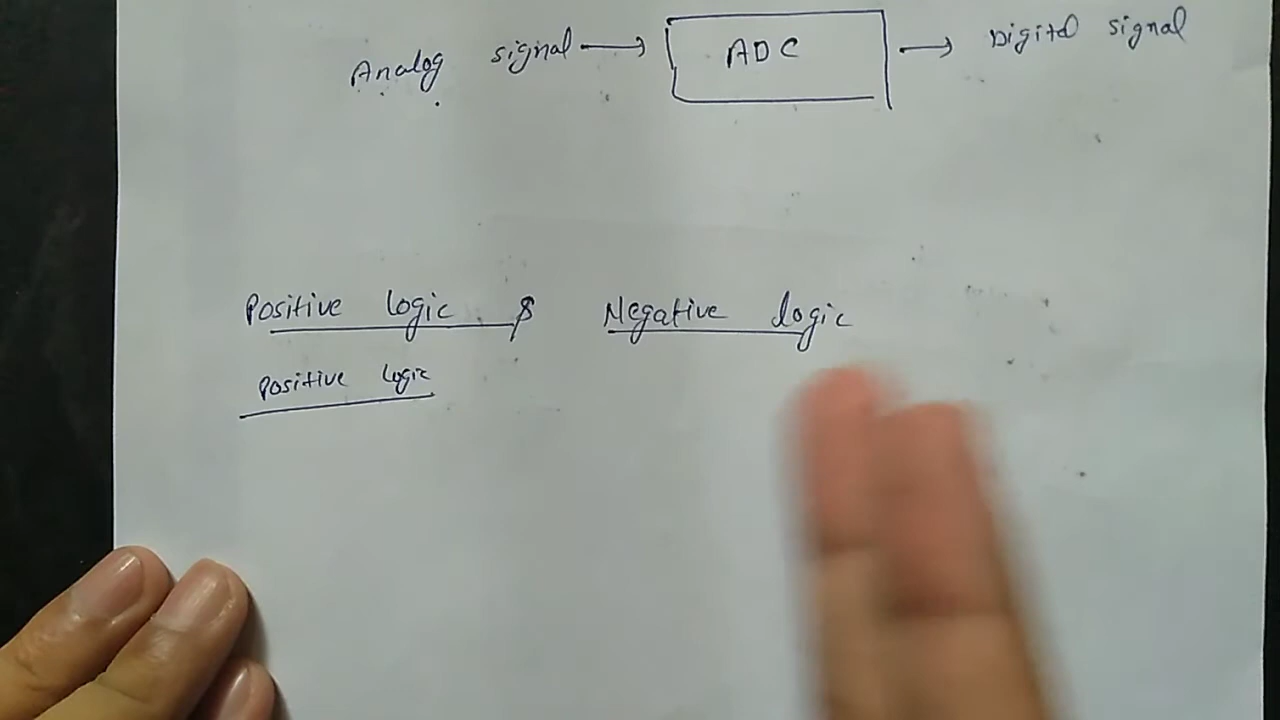 Analog signal → ADC → Digital signal
Positive logic & Negative logic
Positive logic